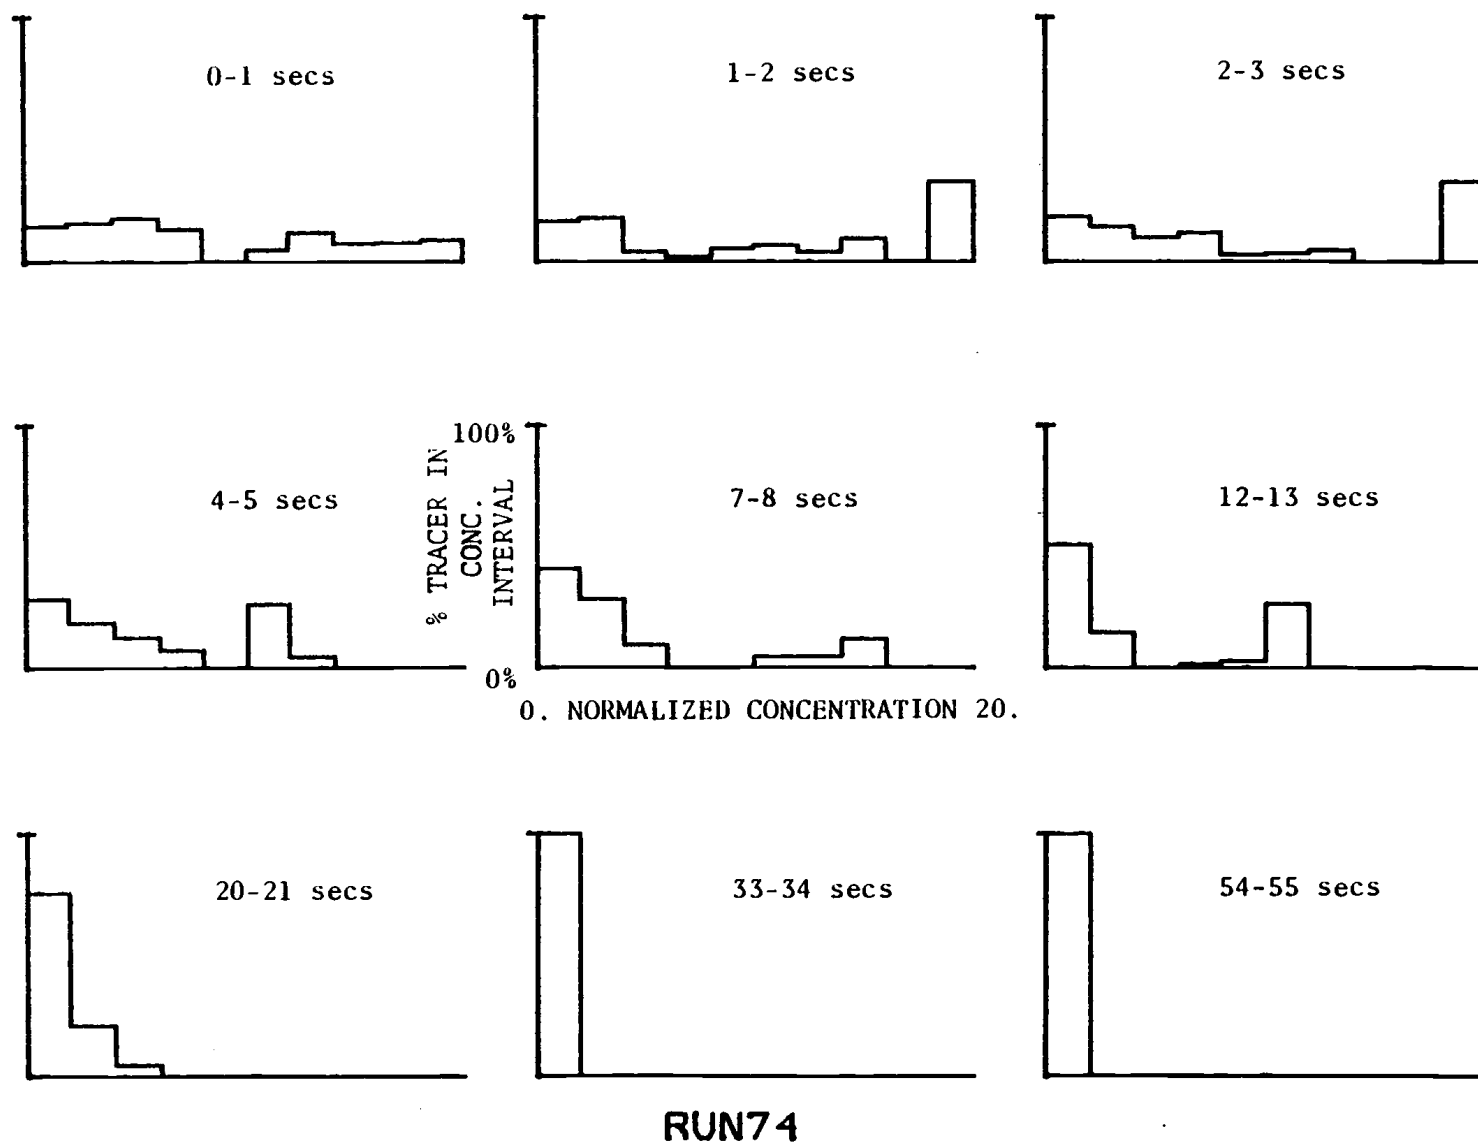 0-1 secs
1-2 secs
2-3 secs
4-5 secs
% TRACER IN
CONC.
INTERVAL
100%
0%
7-8 secs
12-13 secs
0. NORMALIZED CONCENTRATION 20.
20-21 secs
33-34 secs
54-55 secs
RUN74